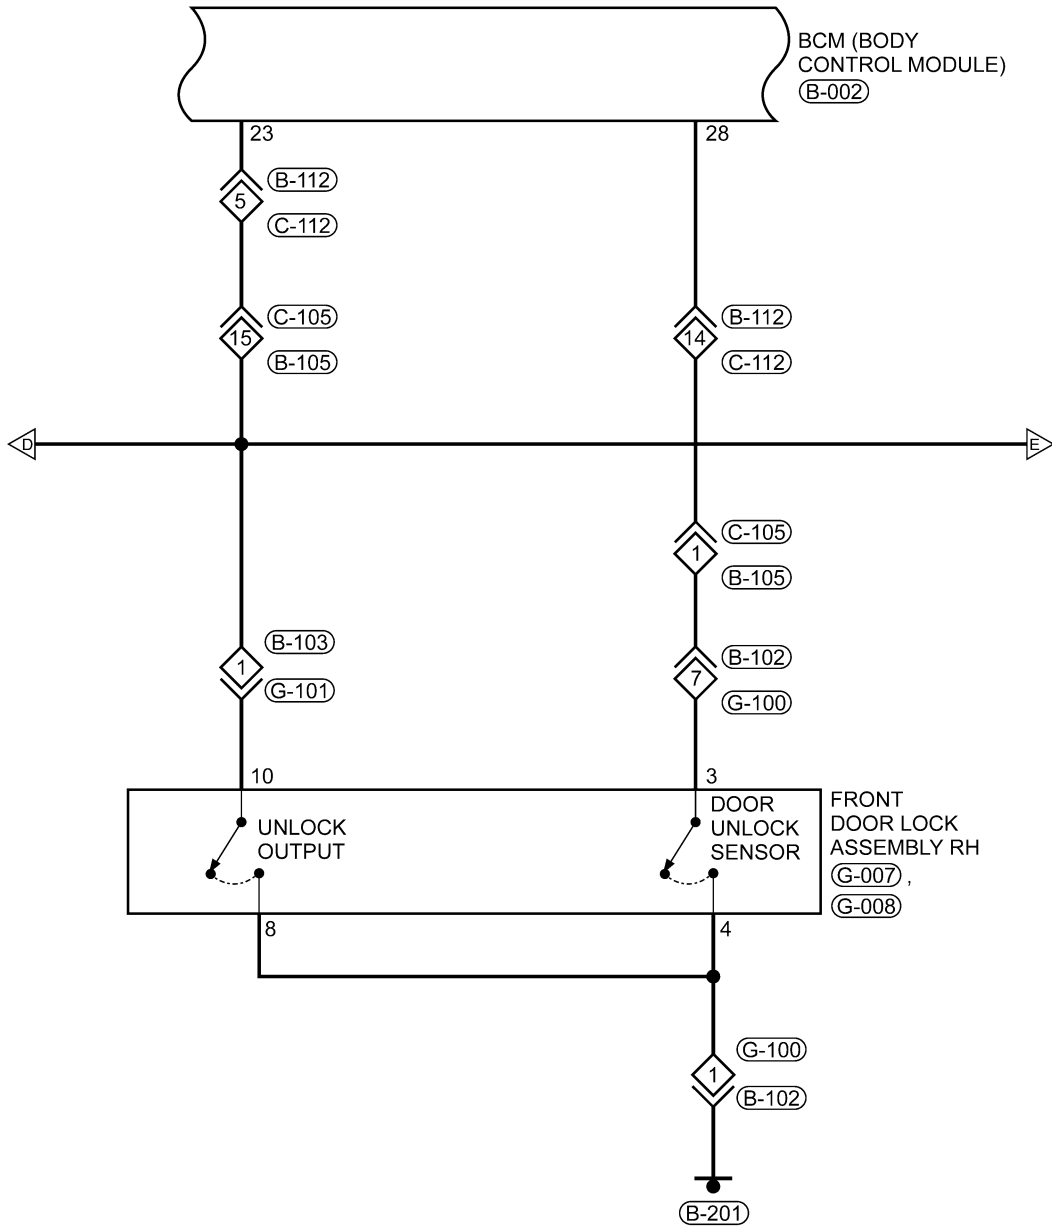 BCM (BODY
CONTROL MODULE)
B-002
23
28
B-112
5
C-112
C-105
15
B-105
B-112
14
C-112
D
E
C-105
1
B-105
B-103
1
G-101
B-102
7
G-100
10
3
UNLOCK
OUTPUT
DOOR
UNLOCK
SENSOR
FRONT
DOOR LOCK
ASSEMBLY RH
G-007 ,
G-008
8
4
G-100
1
B-102
B-201